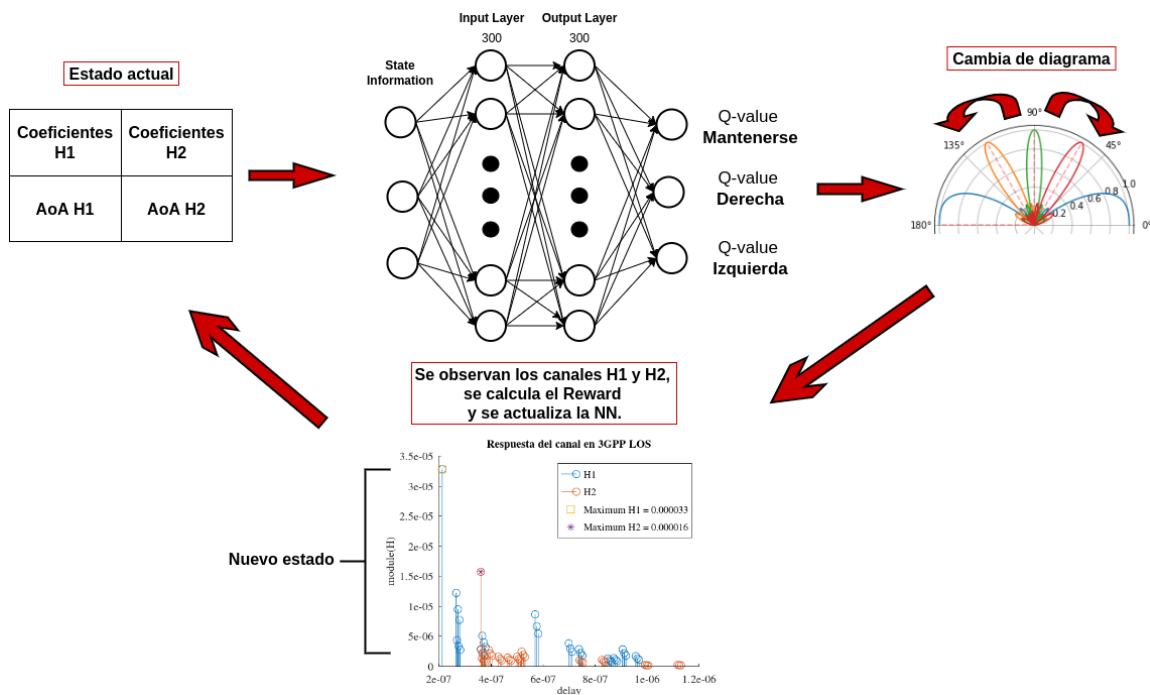 Input Layer
300
Output Layer
300
State
Information
Estado actual
Coeficientes
H1
Coeficientes
H2
AoA H1
AoA H2
Q-value
Mantenerse
Q-value
Derecha
Q-value
Izquierda
Cambia de diagrama
90°
135°
45°
180°
0°
0.2
0.4
0.6
0.8
1.0
Se observan los canales H1 y H2,
se calcula el Reward
y se actualiza la NN.
Nuevo estado
Respuesta del canal en 3GPP LOS
module(H)
3.5e-05
3e-05
2.5e-05
2e-05
1.5e-05
1e-05
5e-06
0
H1
H2
Maximum H1 = 0.000033
Maximum H2 = 0.000016
2e-07
4e-07
6e-07
8e-07
1e-06
1.2e-06
delay